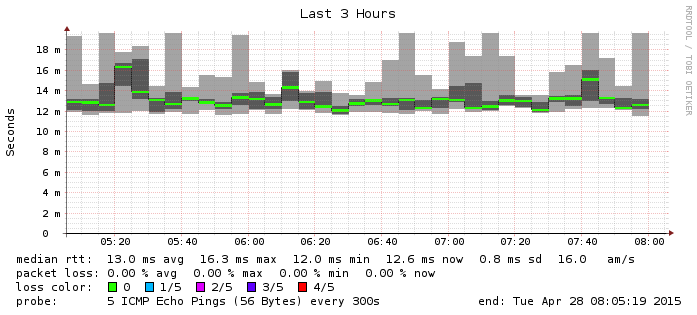 Last 3 Hours
RRDTOOL / TOBI OETIKER
Seconds
18 m
16 m
14 m
12 m
10 m
8 m
6 m
4 m
2 m
0
05:20 05:40 06:00 06:20 06:40 07:00 07:20 07:40 08:00
median rtt: 13.0 ms avg 16.3 ms max 12.0 ms min 12.6 ms now 0.8 ms sd 16.0 am/s
packet loss: 0.00 % avg 0.00 % max 0.00 % min 0.00 % now
loss color: 0 1/5 2/5 3/5 4/5
probe: 5 ICMP Echo Pings (56 Bytes) every 300s end: Tue Apr 28 08:05:19 2015